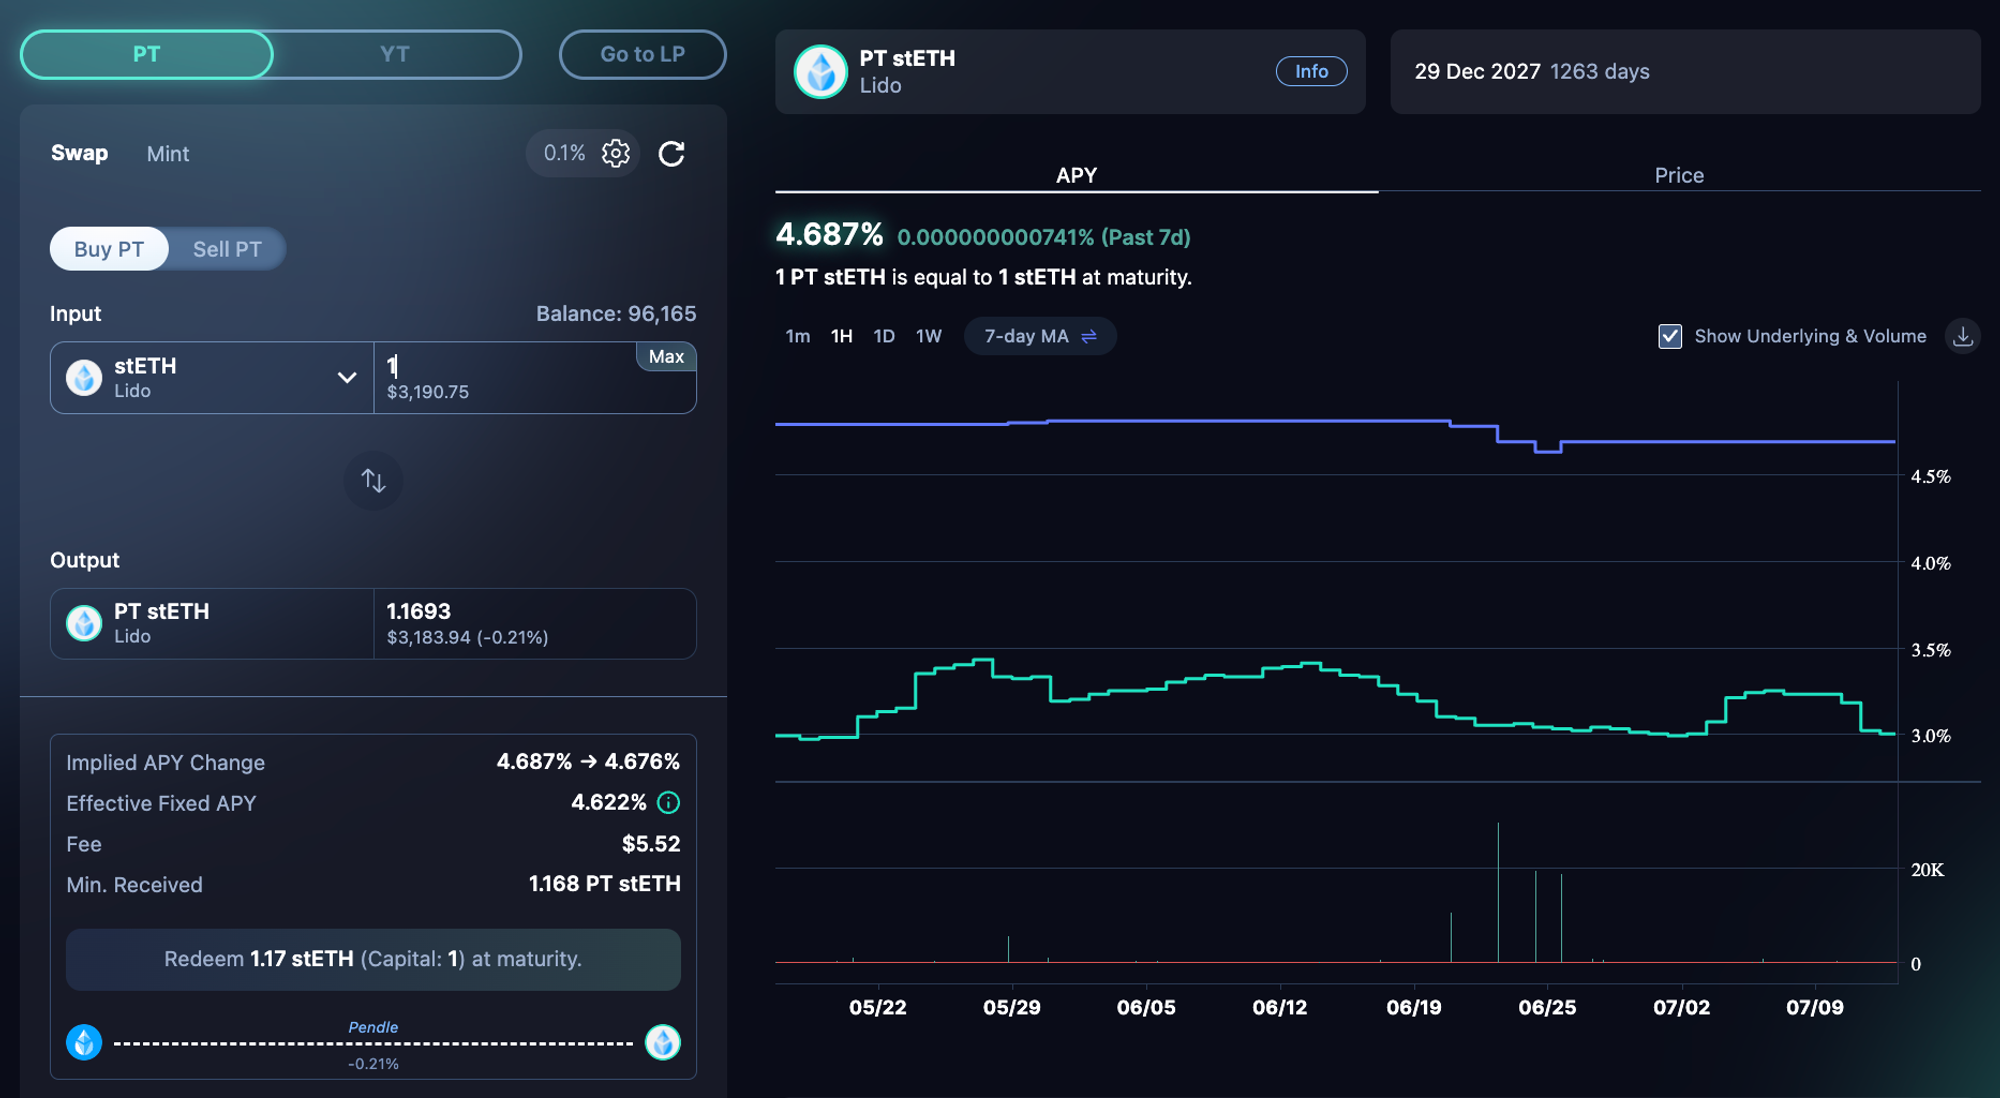 PT
YT
Go to LP
Swap
Mint
0.1%
Buy PT
Sell PT
Input
Balance: 96,165
stETH
Lido
1
$3,190.75
Max
Output
PT stETH
Lido
1.1693
$3,183.94 (-0.21%)
Implied APY Change
4.687% → 4.676%
Effective Fixed APY
4.622%
Fee
$5.52
Min. Received
1.168 PT stETH
Redeem 1.17 stETH (Capital: 1) at maturity.
Pendle
-0.21%
PT stETH
Lido
Info
29 Dec 2027 1263 days
APY
Price
4.687% 0.000000000741% (Past 7d)
1 PT stETH is equal to 1 stETH at maturity.
1m 1H 1D 1W
7-day MA
Show Underlying & Volume
4.5%
4.0%
3.5%
3.0%
20K
0
05/22 05/29 06/05 06/12 06/19 06/25 07/02 07/09